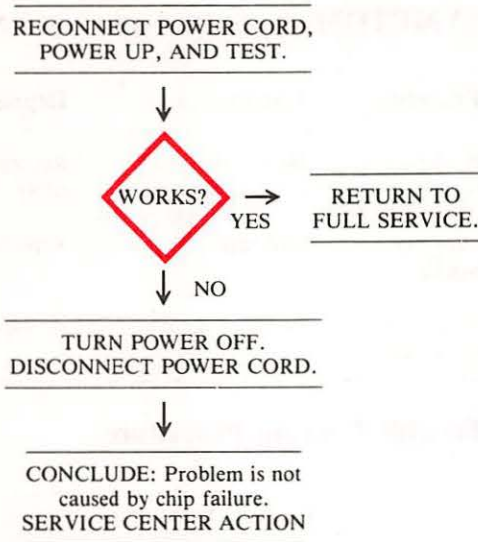 RECONNECT POWER CORD,
POWER UP, AND TEST.
WORKS?
YES
RETURN TO
FULL SERVICE.
NO
TURN POWER OFF.
DISCONNECT POWER CORD.
CONCLUDE: Problem is not
caused by chip failure.
SERVICE CENTER ACTION